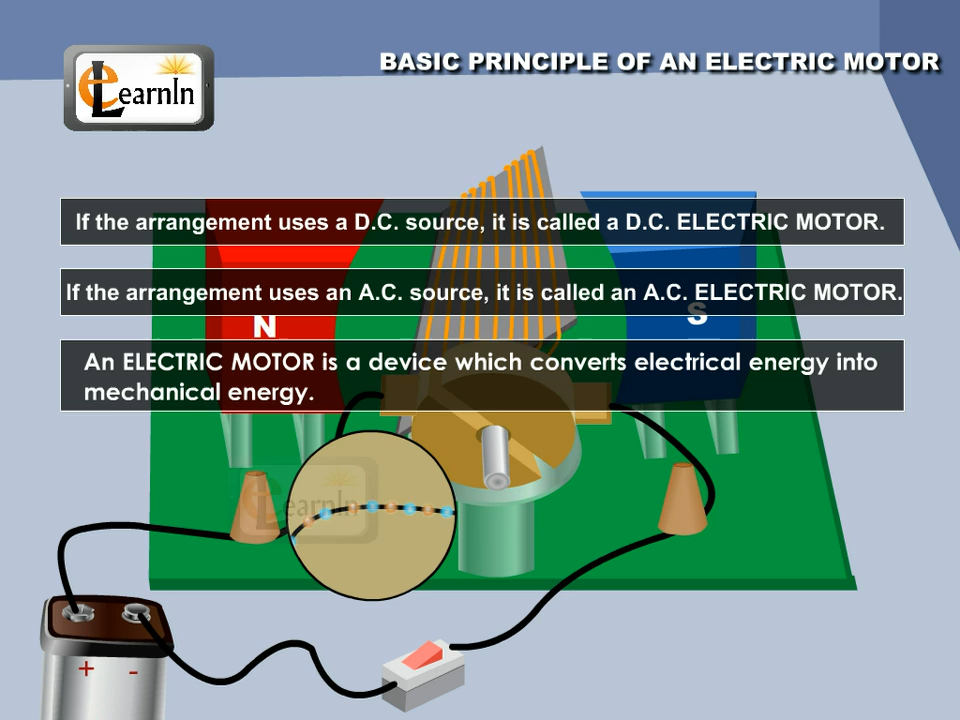 BASIC PRINCIPLE OF AN ELECTRIC MOTOR
eLearnIn
If the arrangement uses a D.C. source, it is called a D.C. ELECTRIC MOTOR.
If the arrangement uses an A.C. source, it is called an A.C. ELECTRIC MOTOR.
N
S
An ELECTRIC MOTOR is a device which converts electrical energy into
mechanical energy.
eLearnIn
+ -